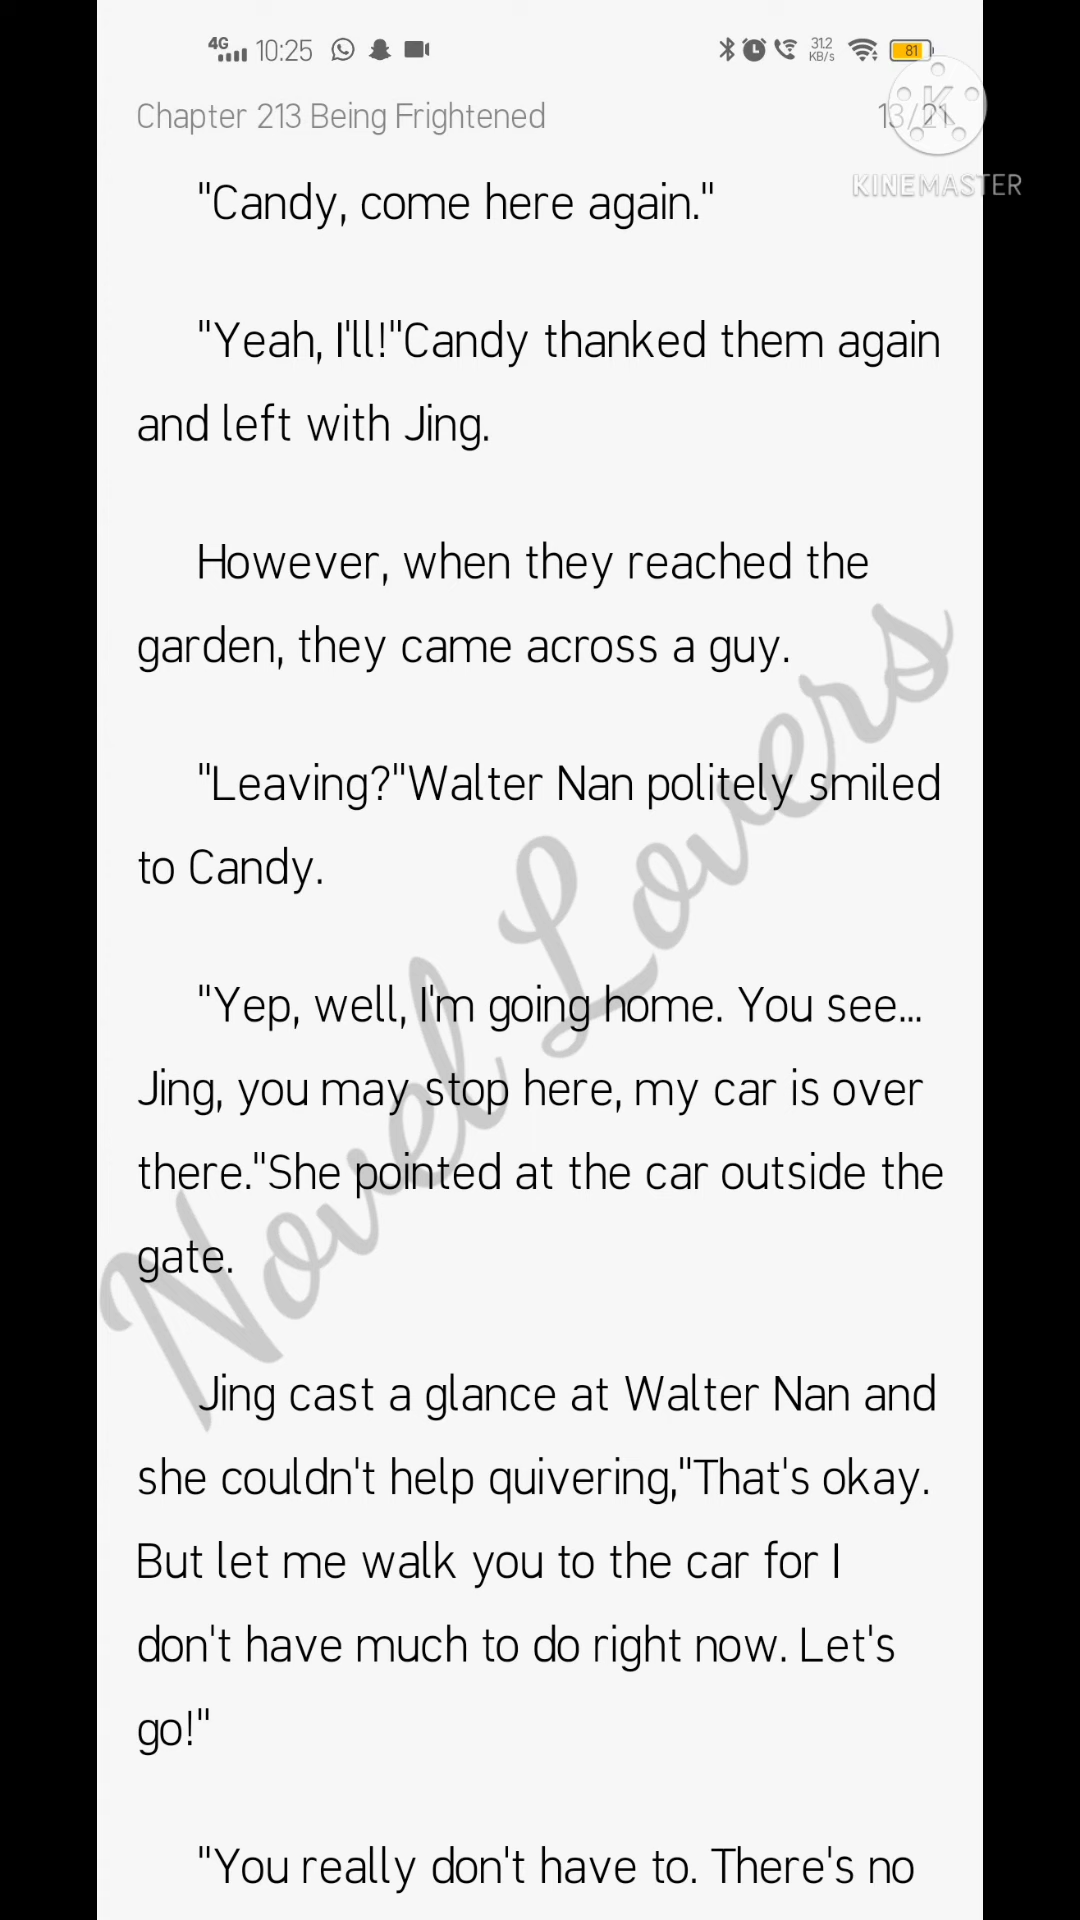 4G 10:25 31.2 KB/s 81
Chapter 213 Being Frightened 13/21
KINEMASTER
"Candy, come here again."
"Yeah, I'll!"Candy thanked them again
and left with Jing.
However, when they reached the
garden, they came across a guy.
"Leaving?"Walter Nan politely smiled
to Candy.
"Yep, well, I'm going home. You see...
Jing, you may stop here, my car is over
there."She pointed at the car outside the
gate.
Jing cast a glance at Walter Nan and
she couldn't help quivering,"That's okay.
But let me walk you to the car for I
don't have much to do right now. Let's
go!"
"You really don't have to. There's no
Novel Lovers